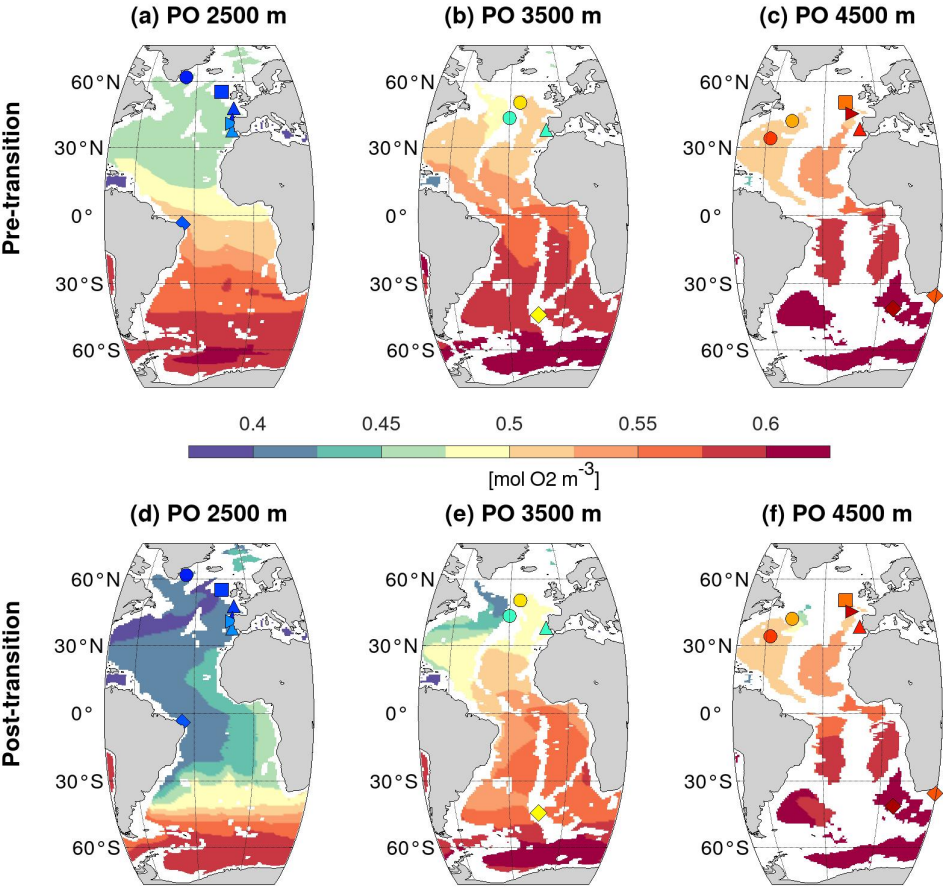 (a) PO 2500 m
(b) PO 3500 m
(c) PO 4500 m
Pre-transition
60°N
30°N
0°
30°S
60°S
60°N
30°N
0°
30°S
60°S
60°N
30°N
0°
30°S
60°S
0.4
0.45
0.5
0.55
0.6
[mol O2 m-3]
(d) PO 2500 m
(e) PO 3500 m
(f) PO 4500 m
Post-transition
60°N
30°N
0°
30°S
60°S
60°N
30°N
0°
30°S
60°S
60°N
30°N
0°
30°S
60°S